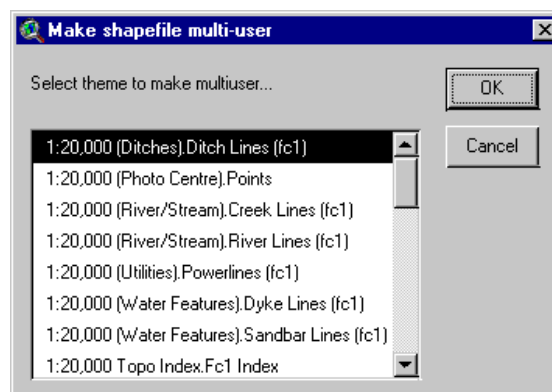 Make shapefile multi-user
Select theme to make multiuser...
OK
Cancel
1:20,000 (Ditches).Ditch Lines (fc1)
1:20,000 (Photo Centre).Points
1:20,000 (River/Stream).Creek Lines (fc1)
1:20,000 (River/Stream).River Lines (fc1)
1:20,000 (Utilities).Powerlines (fc1)
1:20,000 (Water Features).Dyke Lines (fc1)
1:20,000 (Water Features).Sandbar Lines (fc1)
1:20,000 Topo Index.Fc1 Index